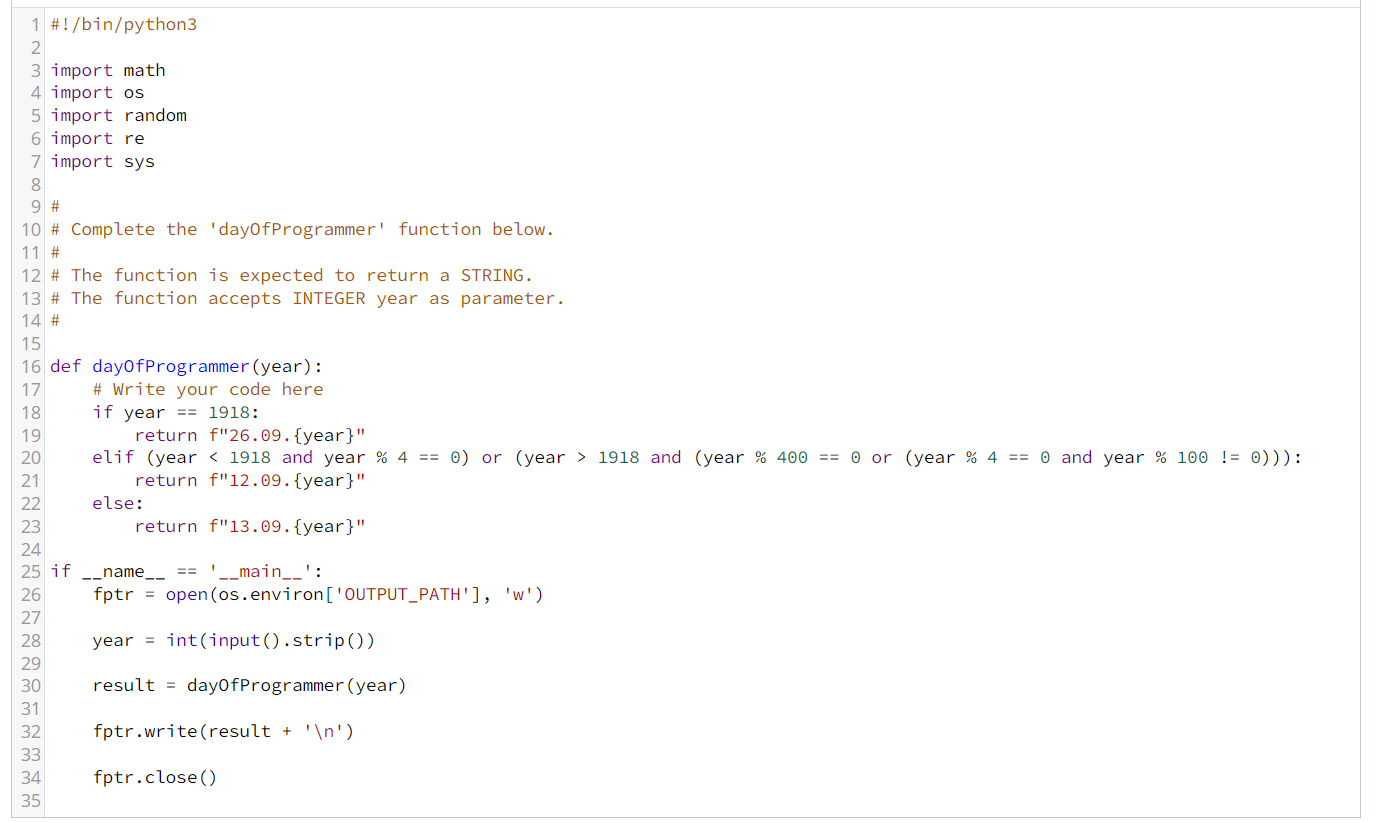 1 #!/bin/python3
2
3 import math
4 import os
5 import random
6 import re
7 import sys
8
9 #
10 # Complete the 'dayOfProgrammer' function below.
11 #
12 # The function is expected to return a STRING.
13 # The function accepts INTEGER year as parameter.
14 #
15
16 def dayOfProgrammer(year):
17     # Write your code here
18     if year == 1918:
19         return f"26.09.{year}"
20     elif (year < 1918 and year % 4 == 0) or (year > 1918 and (year % 400 == 0 or (year % 4 == 0 and year % 100 != 0))):
21         return f"12.09.{year}"
22     else:
23         return f"13.09.{year}"
24
25 if __name__ == '__main__':
26     fptr = open(os.environ['OUTPUT_PATH'], 'w')
27
28     year = int(input().strip())
29
30     result = dayOfProgrammer(year)
31
32     fptr.write(result + '\n')
33
34     fptr.close()
35